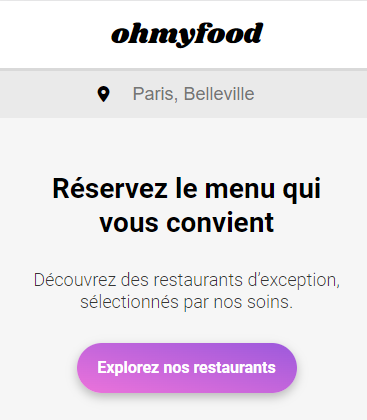 ohmyfood
Paris, Belleville
Réservez le menu qui
vous convient
Découvrez des restaurants d’exception,
sélectionnés par nos soins.
Explorez nos restaurants